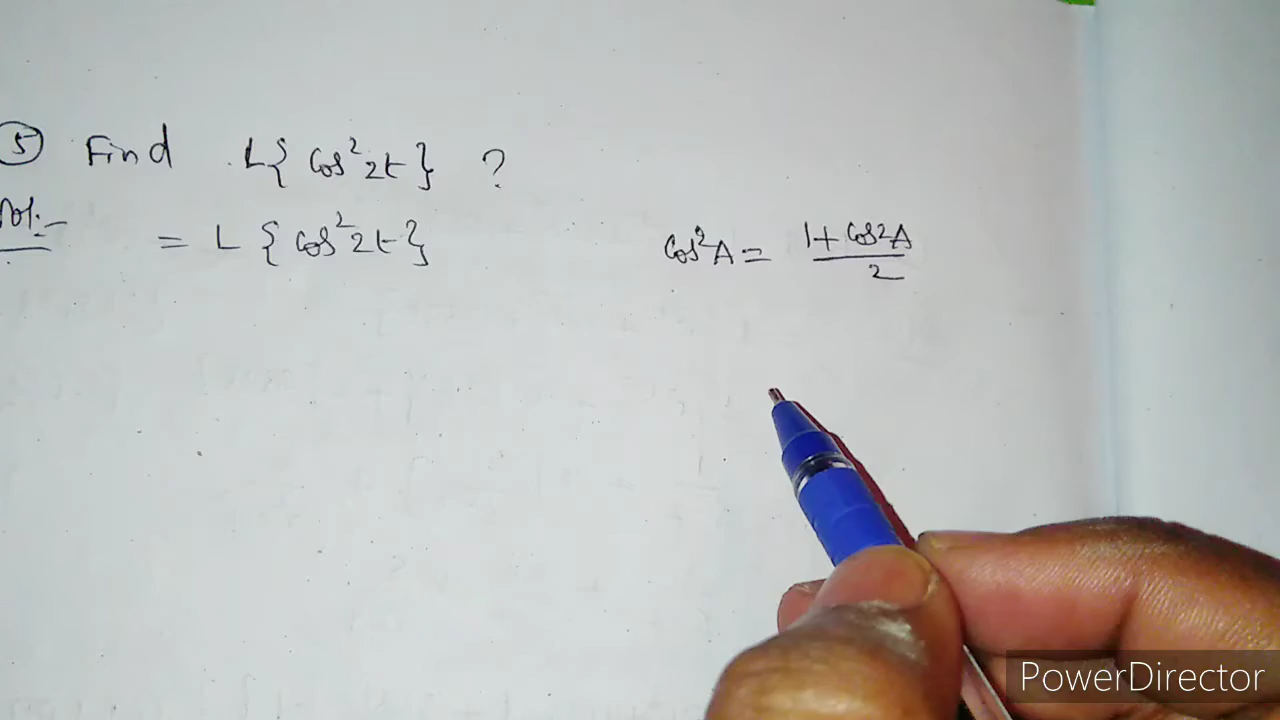 ⑤ Find L{ cos²2t } ?
Sol:-
= L { cos²2t }
cos²A = (1 + cos2A)/2
PowerDirector